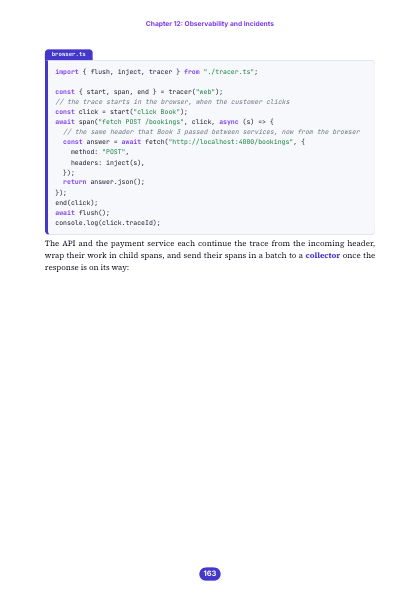 Chapter 12: Observability and Incidents
browser.ts
import { flush, inject, tracer } from "./tracer.ts";
const { start, span, end } = tracer("web");
// the trace starts in the browser, when the customer clicks
const click = start("click Book");
await span("fetch POST /bookings", click, async (s) => {
  // the same header that Book 3 passed between services, now from the browser
  const answer = await fetch("http://localhost:4000/bookings", {
    method: "POST",
    headers: inject(s),
  });
  return answer.json();
});
end(click);
await flush();
console.log(click.traceId);
The API and the payment service each continue the trace from the incoming header,
wrap their work in child spans, and send their spans in a batch to a collector once the
response is on its way:
163